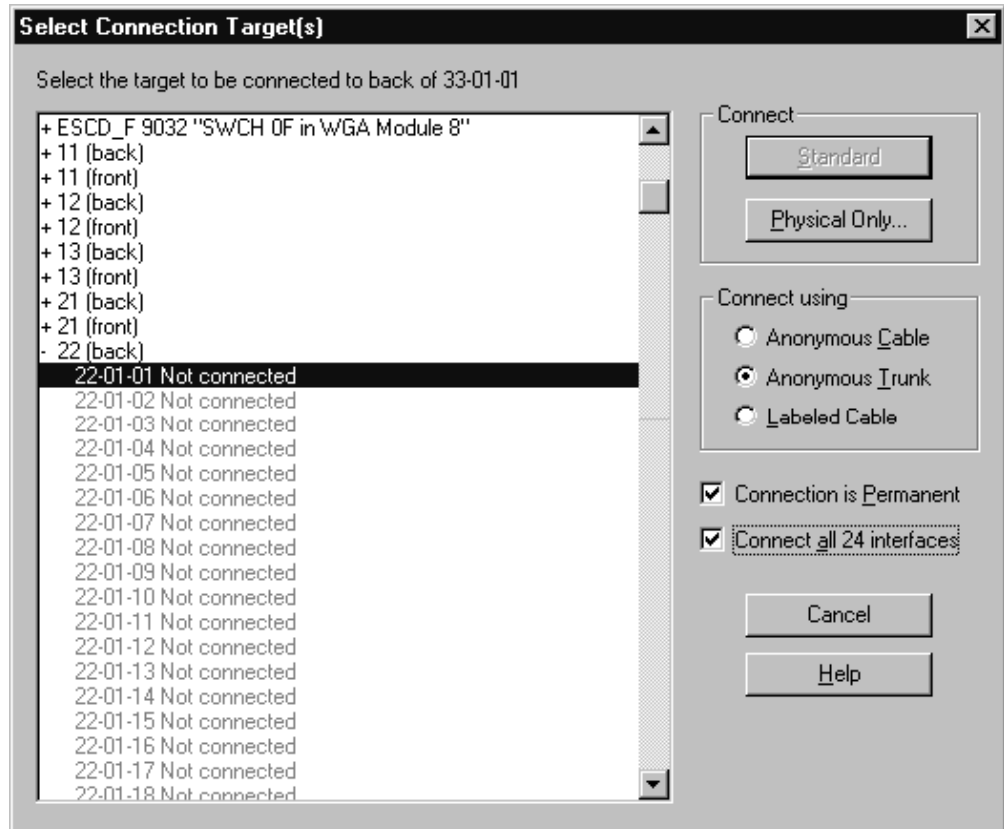 Select Connection Target(s)
Select the target to be connected to back of 33-01-01
+ ESCD_F 9032 "SWCH 0F in WGA Module 8"
+ 11 (back)
+ 11 (front)
+ 12 (back)
+ 12 (front)
+ 13 (back)
+ 13 (front)
+ 21 (back)
+ 21 (front)
- 22 (back)
22-01-01 Not connected
22-01-02 Not connected
22-01-03 Not connected
22-01-04 Not connected
22-01-05 Not connected
22-01-06 Not connected
22-01-07 Not connected
22-01-08 Not connected
22-01-09 Not connected
22-01-10 Not connected
22-01-11 Not connected
22-01-12 Not connected
22-01-13 Not connected
22-01-14 Not connected
22-01-15 Not connected
22-01-16 Not connected
22-01-17 Not connected
22-01-18 Not connected
Connect
Standard
Physical Only...
Connect using
Anonymous Cable
Anonymous Trunk
Labeled Cable
Connection is Permanent
Connect all 24 interfaces
Cancel
Help